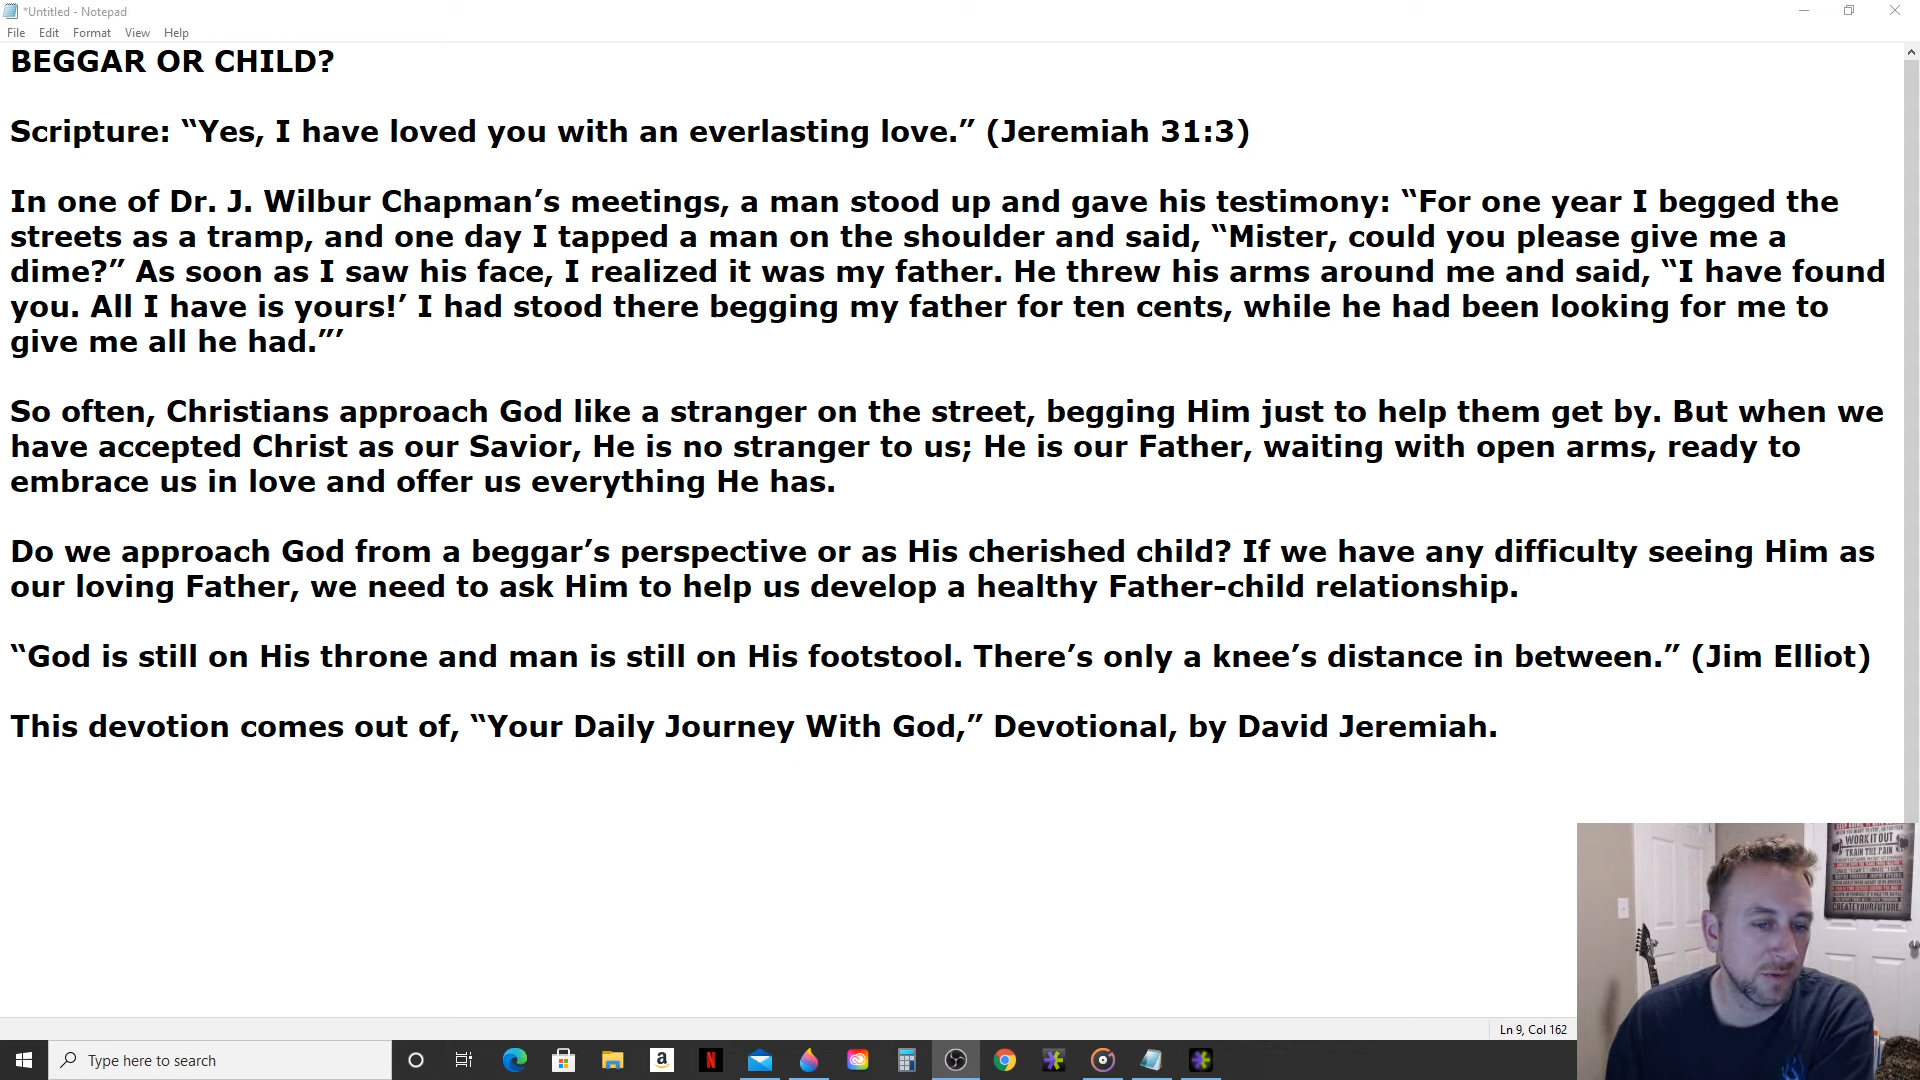 *Untitled - Notepad
File Edit Format View Help
BEGGAR OR CHILD?
Scripture: “Yes, I have loved you with an everlasting love.” (Jeremiah 31:3)
In one of Dr. J. Wilbur Chapman’s meetings, a man stood up and gave his testimony: “For one year I begged the
streets as a tramp, and one day I tapped a man on the shoulder and said, “Mister, could you please give me a
dime?” As soon as I saw his face, I realized it was my father. He threw his arms around me and said, “I have found
you. All I have is yours!’ I had stood there begging my father for ten cents, while he had been looking for me to
give me all he had.”’
So often, Christians approach God like a stranger on the street, begging Him just to help them get by. But when we
have accepted Christ as our Savior, He is no stranger to us; He is our Father, waiting with open arms, ready to
embrace us in love and offer us everything He has.
Do we approach God from a beggar’s perspective or as His cherished child? If we have any difficulty seeing Him as
our loving Father, we need to ask Him to help us develop a healthy Father-child relationship.
“God is still on His throne and man is still on His footstool. There’s only a knee’s distance in between.” (Jim Elliot)
This devotion comes out of, “Your Daily Journey With God,” Devotional, by David Jeremiah.
WORK IT OUT
TRAIN THE PAIN
CREATE YOUR FUTURE
Ln 9, Col 162
Type here to search